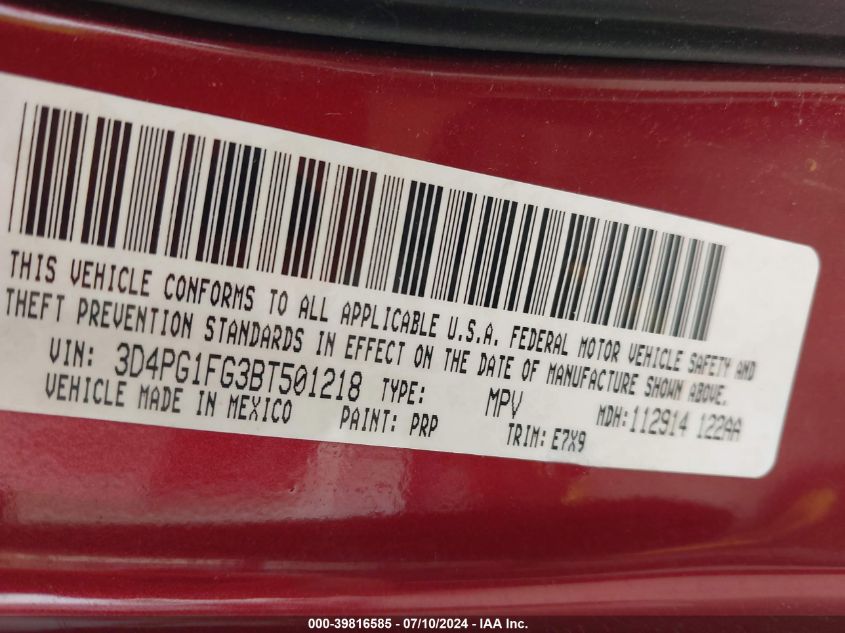 THIS VEHICLE CONFORMS TO ALL APPLICABLE U.S.A. FEDERAL MOTOR VEHICLE SAFETY AND
THEFT PREVENTION STANDARDS IN EFFECT ON THE DATE OF MANUFACTURE SHOWN ABOVE.
VIN: 3D4PG1FG3BT501218 TYPE: MPV MDH: 112914 122AA
VEHICLE MADE IN MEXICO PAINT: PRP TRIM: E7X9
000-39816585 - 07/10/2024 - IAA Inc.